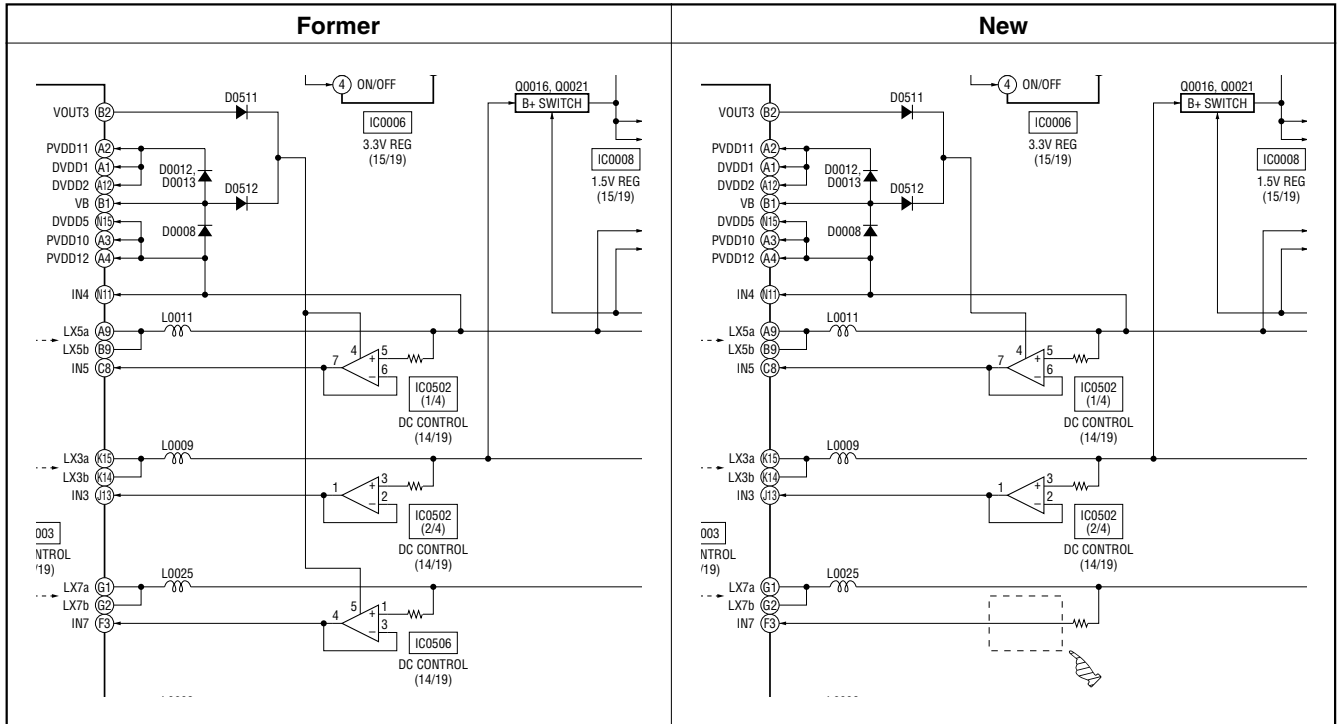 Former
4 ON/OFF
Q0016, Q0021
B+ SWITCH
VOUT3 B2
D0511
IC0006
3.3V REG
(15/19)
PVDD11 A2
DVDD1 A1
D0012,
D0013
DVDD2 A12
D0512
VB B1
DVDD5 N15
D0008
PVDD10 A3
PVDD12 A4
IC0008
1.5V REG
(15/19)
IN4 N11
LX5a A9
L0011
LX5b B9
IN5 C8
7 4 5
+
–
6
IC0502
(1/4)
DC CONTROL
(14/19)
LX3a K15
L0009
LX3b K14
IN3 J13
1 3
+
–
2
IC0502
(2/4)
DC CONTROL
(14/19)
003
NTROL
/19)
LX7a G1
L0025
LX7b G2
IN7 F3
4 5 1
+
–
3
IC0506
DC CONTROL
(14/19)
New
4 ON/OFF
Q0016, Q0021
B+ SWITCH
VOUT3 B2
D0511
IC0006
3.3V REG
(15/19)
PVDD11 A2
DVDD1 A1
D0012,
D0013
DVDD2 A12
D0512
VB B1
DVDD5 N15
D0008
PVDD10 A3
PVDD12 A4
IC0008
1.5V REG
(15/19)
IN4 N11
LX5a A9
L0011
LX5b B9
IN5 C8
7 4 5
+
–
6
IC0502
(1/4)
DC CONTROL
(14/19)
LX3a K15
L0009
LX3b K14
IN3 J13
1 3
+
–
2
IC0502
(2/4)
DC CONTROL
(14/19)
003
NTROL
/19)
LX7a G1
L0025
LX7b G2
IN7 F3